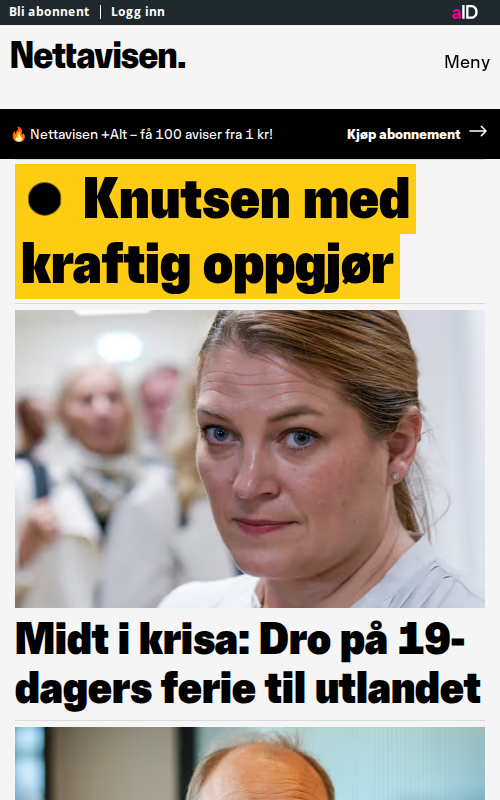 Bli abonnent | Logg inn
aID
Nettavisen.
Meny
🔥 Nettavisen +Alt – få 100 aviser fra 1 kr!
Kjøp abonnement →
● Knutsen med
kraftig oppgjør
Midt i krisa: Dro på 19-
dagers ferie til utlandet